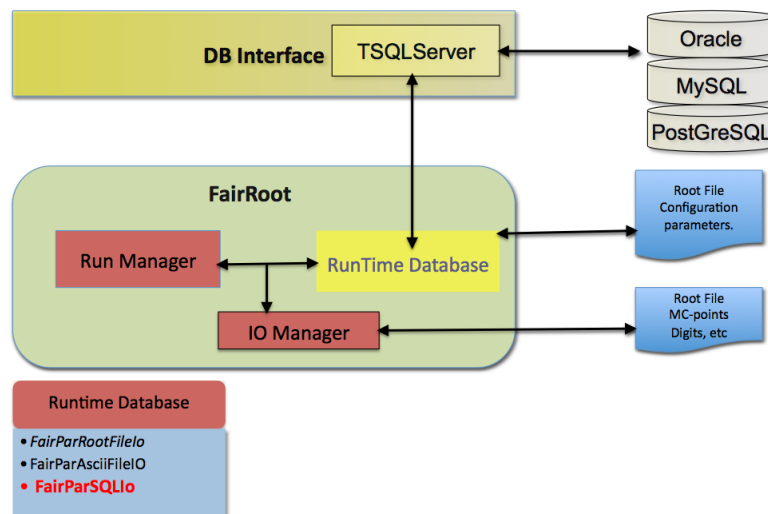 DB Interface
TSQLServer
Oracle
MySQL
PostGreSQL
FairRoot
Run Manager
RunTime Database
IO Manager
Root File
Configuration
parameters.
Root File
MC-points
Digits, etc
Runtime Database
• FairParRootFileIo
• FairParAsciiFileIO
• FairParSQLIo